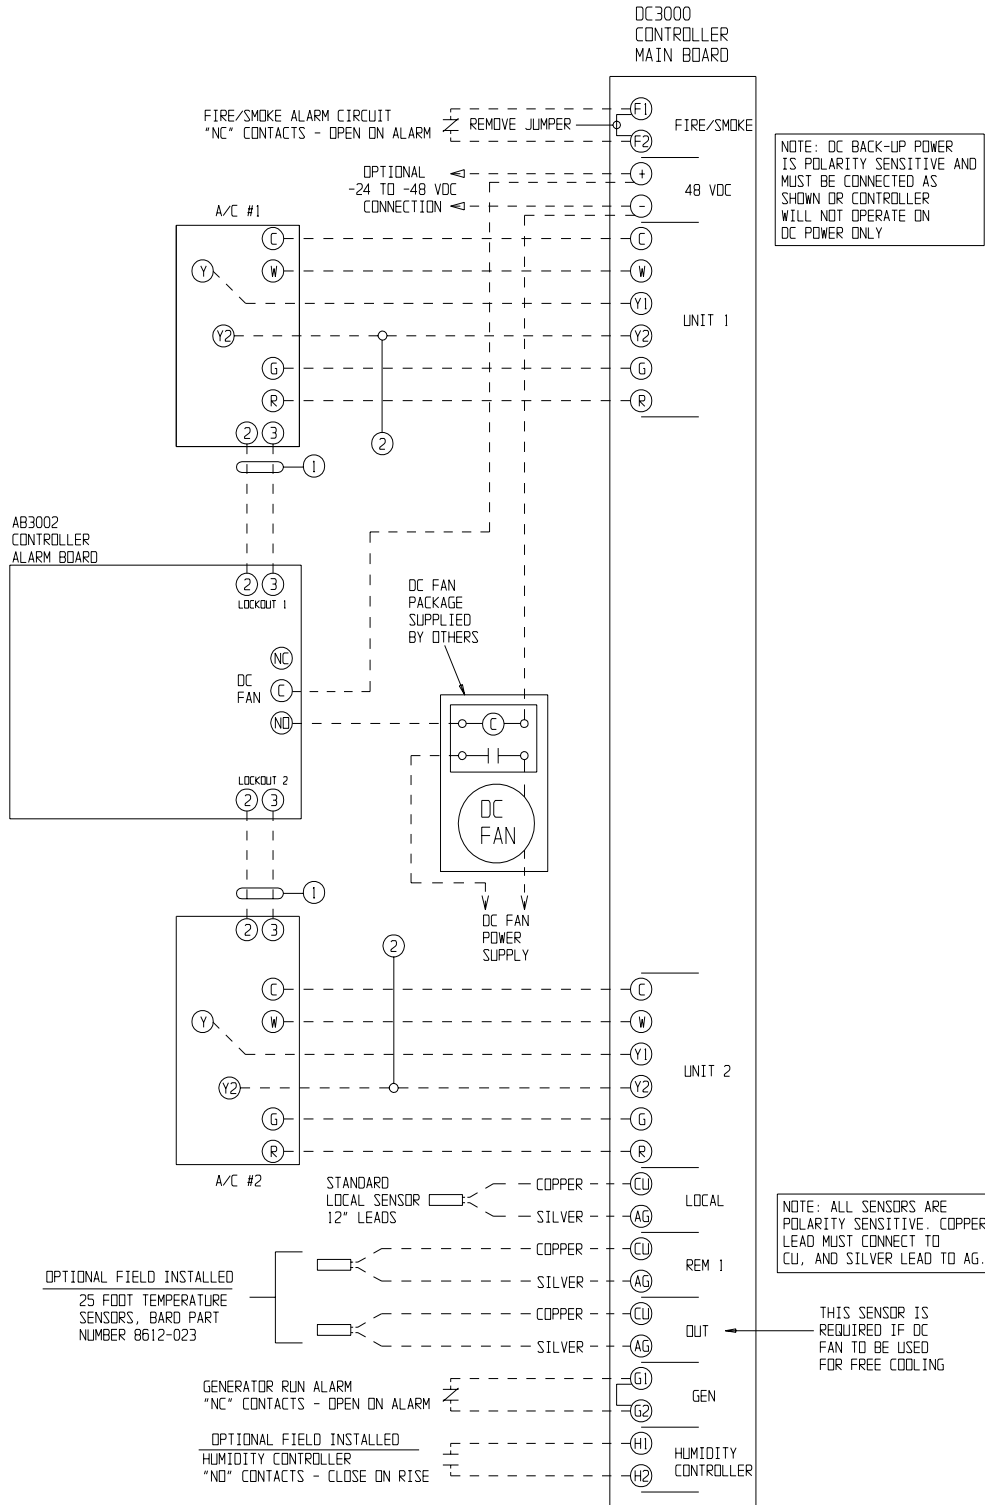 DC3000
CONTROLLER
MAIN BOARD
FIRE/SMOKE ALARM CIRCUIT
"NC" CONTACTS - OPEN ON ALARM
REMOVE JUMPER
F1
F2
FIRE/SMOKE
OPTIONAL
-24 TO -48 VDC
CONNECTION
+
-
48 VDC
NOTE: DC BACK-UP POWER
IS POLARITY SENSITIVE AND
MUST BE CONNECTED AS
SHOWN OR CONTROLLER
WILL NOT OPERATE ON
DC POWER ONLY
A/C #1
C
W
Y
Y2
G
R
2
3
C
W
Y1
Y2
G
R
UNIT 1
2
1
AB3002
CONTROLLER
ALARM BOARD
2
3
LOCKOUT 1
NC
DC
FAN
C
NO
LOCKOUT 2
2
3
DC FAN
PACKAGE
SUPPLIED
BY OTHERS
C
DC
FAN
1
DC FAN
POWER
SUPPLY
2
3
2
C
W
Y
Y2
G
R
A/C #2
C
W
Y1
Y2
G
R
UNIT 2
STANDARD
LOCAL SENSOR
12" LEADS
COPPER
SILVER
CU
AG
LOCAL
NOTE: ALL SENSORS ARE
POLARITY SENSITIVE. COPPER
LEAD MUST CONNECT TO
CU, AND SILVER LEAD TO AG.
OPTIONAL FIELD INSTALLED
25 FOOT TEMPERATURE
SENSORS, BARD PART
NUMBER 8612-023
COPPER
SILVER
CU
AG
REM 1
COPPER
SILVER
CU
AG
OUT
THIS SENSOR IS
REQUIRED IF DC
FAN TO BE USED
FOR FREE COOLING
GENERATOR RUN ALARM
"NC" CONTACTS - OPEN ON ALARM
G1
G2
GEN
OPTIONAL FIELD INSTALLED
HUMIDITY CONTROLLER
"NO" CONTACTS - CLOSE ON RISE
H1
H2
HUMIDITY
CONTROLLER